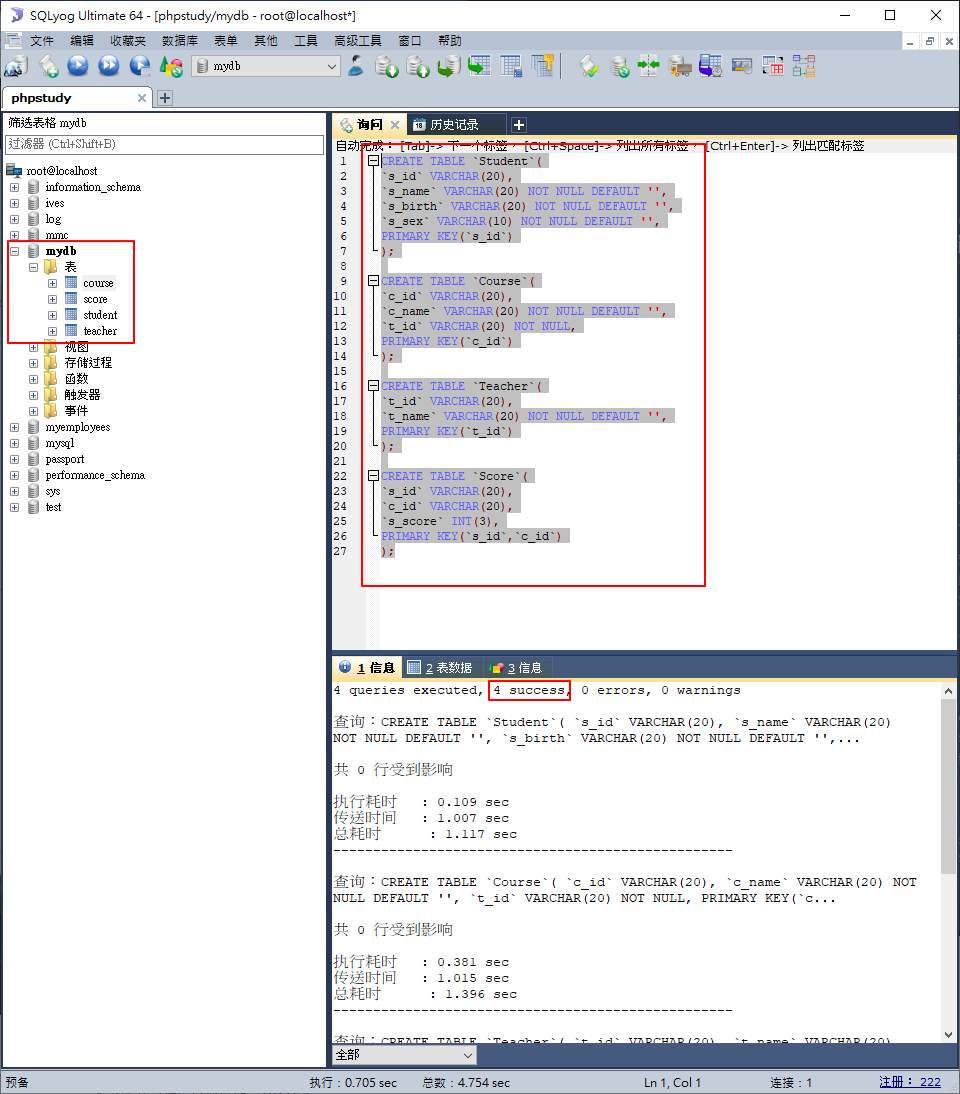 SQLyog Ultimate 64 - [phpstudy/mydb - root@localhost*]
文件 编辑 收藏夹 数据库 表单 其他 工具 高级工具 窗口 帮助
mydb
phpstudy
筛选表格 mydb
过滤器 (Ctrl+Shift+B)
root@localhost
information_schema
ives
log
mmc
mydb
表
course
score
student
teacher
视图
存储过程
函数
触发器
事件
myemployees
mysql
passport
performance_schema
sys
test
询问 历史记录
自动完成: [Tab]-> 下一个标签, [Ctrl+Space]-> 列出所有标签, [Ctrl+Enter]-> 列出匹配标签
1 CREATE TABLE `Student`(
2 `s_id` VARCHAR(20),
3 `s_name` VARCHAR(20) NOT NULL DEFAULT '',
4 `s_birth` VARCHAR(20) NOT NULL DEFAULT '',
5 `s_sex` VARCHAR(10) NOT NULL DEFAULT '',
6 PRIMARY KEY(`s_id`)
7 );
8
9 CREATE TABLE `Course`(
10 `c_id` VARCHAR(20),
11 `c_name` VARCHAR(20) NOT NULL DEFAULT '',
12 `t_id` VARCHAR(20) NOT NULL,
13 PRIMARY KEY(`c_id`)
14 );
15
16 CREATE TABLE `Teacher`(
17 `t_id` VARCHAR(20),
18 `t_name` VARCHAR(20) NOT NULL DEFAULT '',
19 PRIMARY KEY(`t_id`)
20 );
21
22 CREATE TABLE `Score`(
23 `s_id` VARCHAR(20),
24 `c_id` VARCHAR(20),
25 `s_score` INT(3),
26 PRIMARY KEY(`s_id`,`c_id`)
27 );
1 信息 2 表数据 3 信息
4 queries executed, 4 success, 0 errors, 0 warnings
查询:CREATE TABLE `Student`( `s_id` VARCHAR(20), `s_name` VARCHAR(20)
NOT NULL DEFAULT '', `s_birth` VARCHAR(20) NOT NULL DEFAULT '',...
共 0 行受到影响
执行耗时 : 0.109 sec
传送时间 : 1.007 sec
总耗时 : 1.117 sec
--------------------------------------------------
查询:CREATE TABLE `Course`( `c_id` VARCHAR(20), `c_name` VARCHAR(20) NOT
NULL DEFAULT '', `t_id` VARCHAR(20) NOT NULL, PRIMARY KEY(`c...
共 0 行受到影响
执行耗时 : 0.381 sec
传送时间 : 1.015 sec
总耗时 : 1.396 sec
--------------------------------------------------
查询:CREATE TABLE `Teacher`( `t_id` VARCHAR(20), `t_name` VARCHAR(20)
全部
预备 执行:0.705 sec 总数:4.754 sec Ln 1, Col 1 连接:1 注册: 222